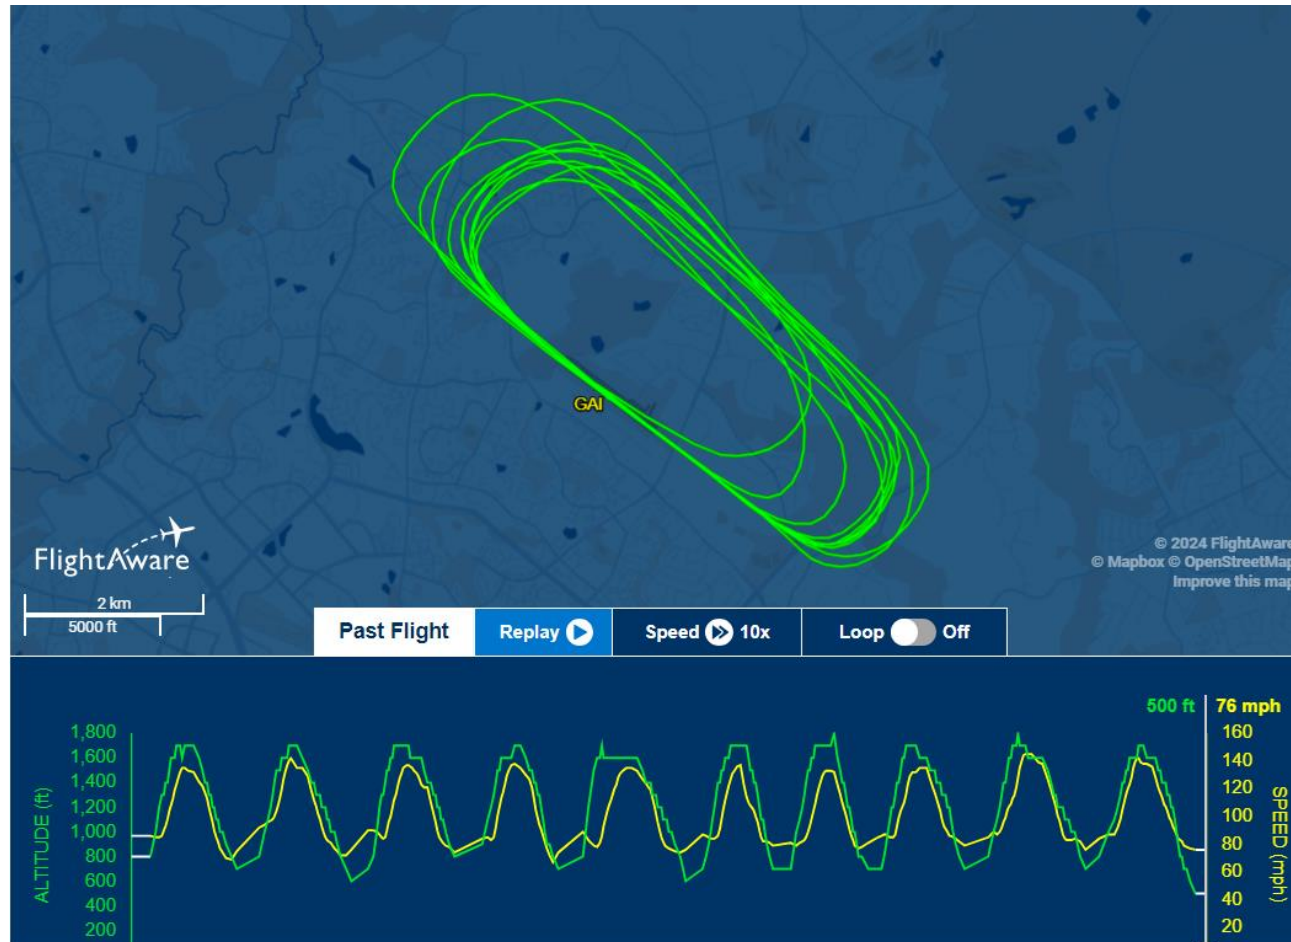 GAI
FlightAware
© 2024 FlightAware
© Mapbox © OpenStreetMap
Improve this map
2 km
5000 ft
Past Flight
Replay
Speed 10x
Loop Off
500 ft 76 mph
1,800
1,600
1,400
1,200
1,000
800
600
400
200
ALTITUDE (ft)
160
140
120
100
80
60
40
20
SPEED (mph)